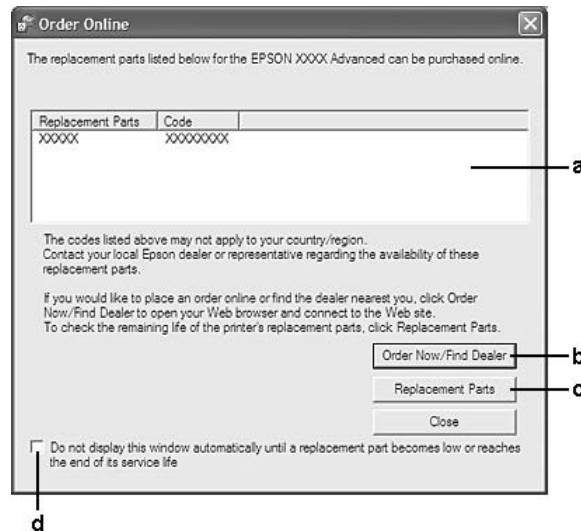 Order Online
The replacement parts listed below for the EPSON XXXX Advanced can be purchased online.
Replacement Parts Code
XXXXX XXXXXXXX
a
The codes listed above may not apply to your country/region.
Contact your local Epson dealer or representative regarding the availability of these
replacement parts.
If you would like to place an order online or find the dealer nearest you, click Order
Now/Find Dealer to open your Web browser and connect to the Web site.
To check the remaining life of the printer's replacement parts, click Replacement Parts.
Order Now/Find Dealer
b
Replacement Parts
c
Close
Do not display this window automatically until a replacement part becomes low or reaches
the end of its service life
d